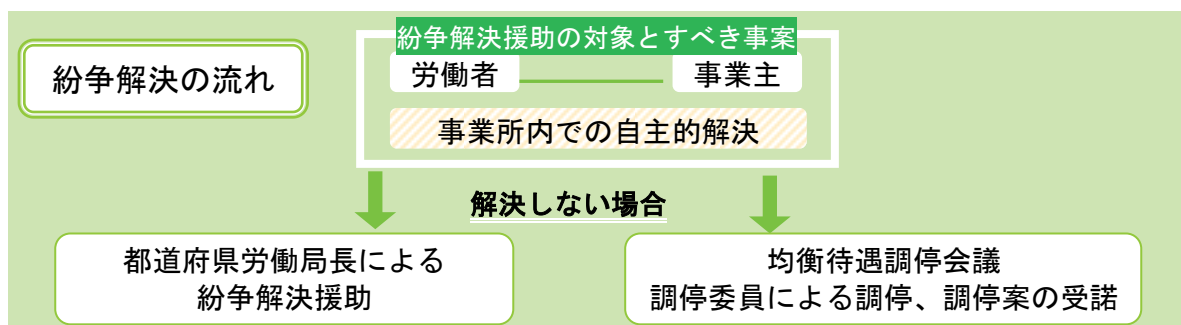 紛争解決の流れ
紛争解決援助の対象とすべき事案
労働者 事業主
事業所内での自主的解決
解決しない場合
都道府県労働局長による
紛争解決援助
均衡待遇調停会議
調停委員による調停、調停案の受諾